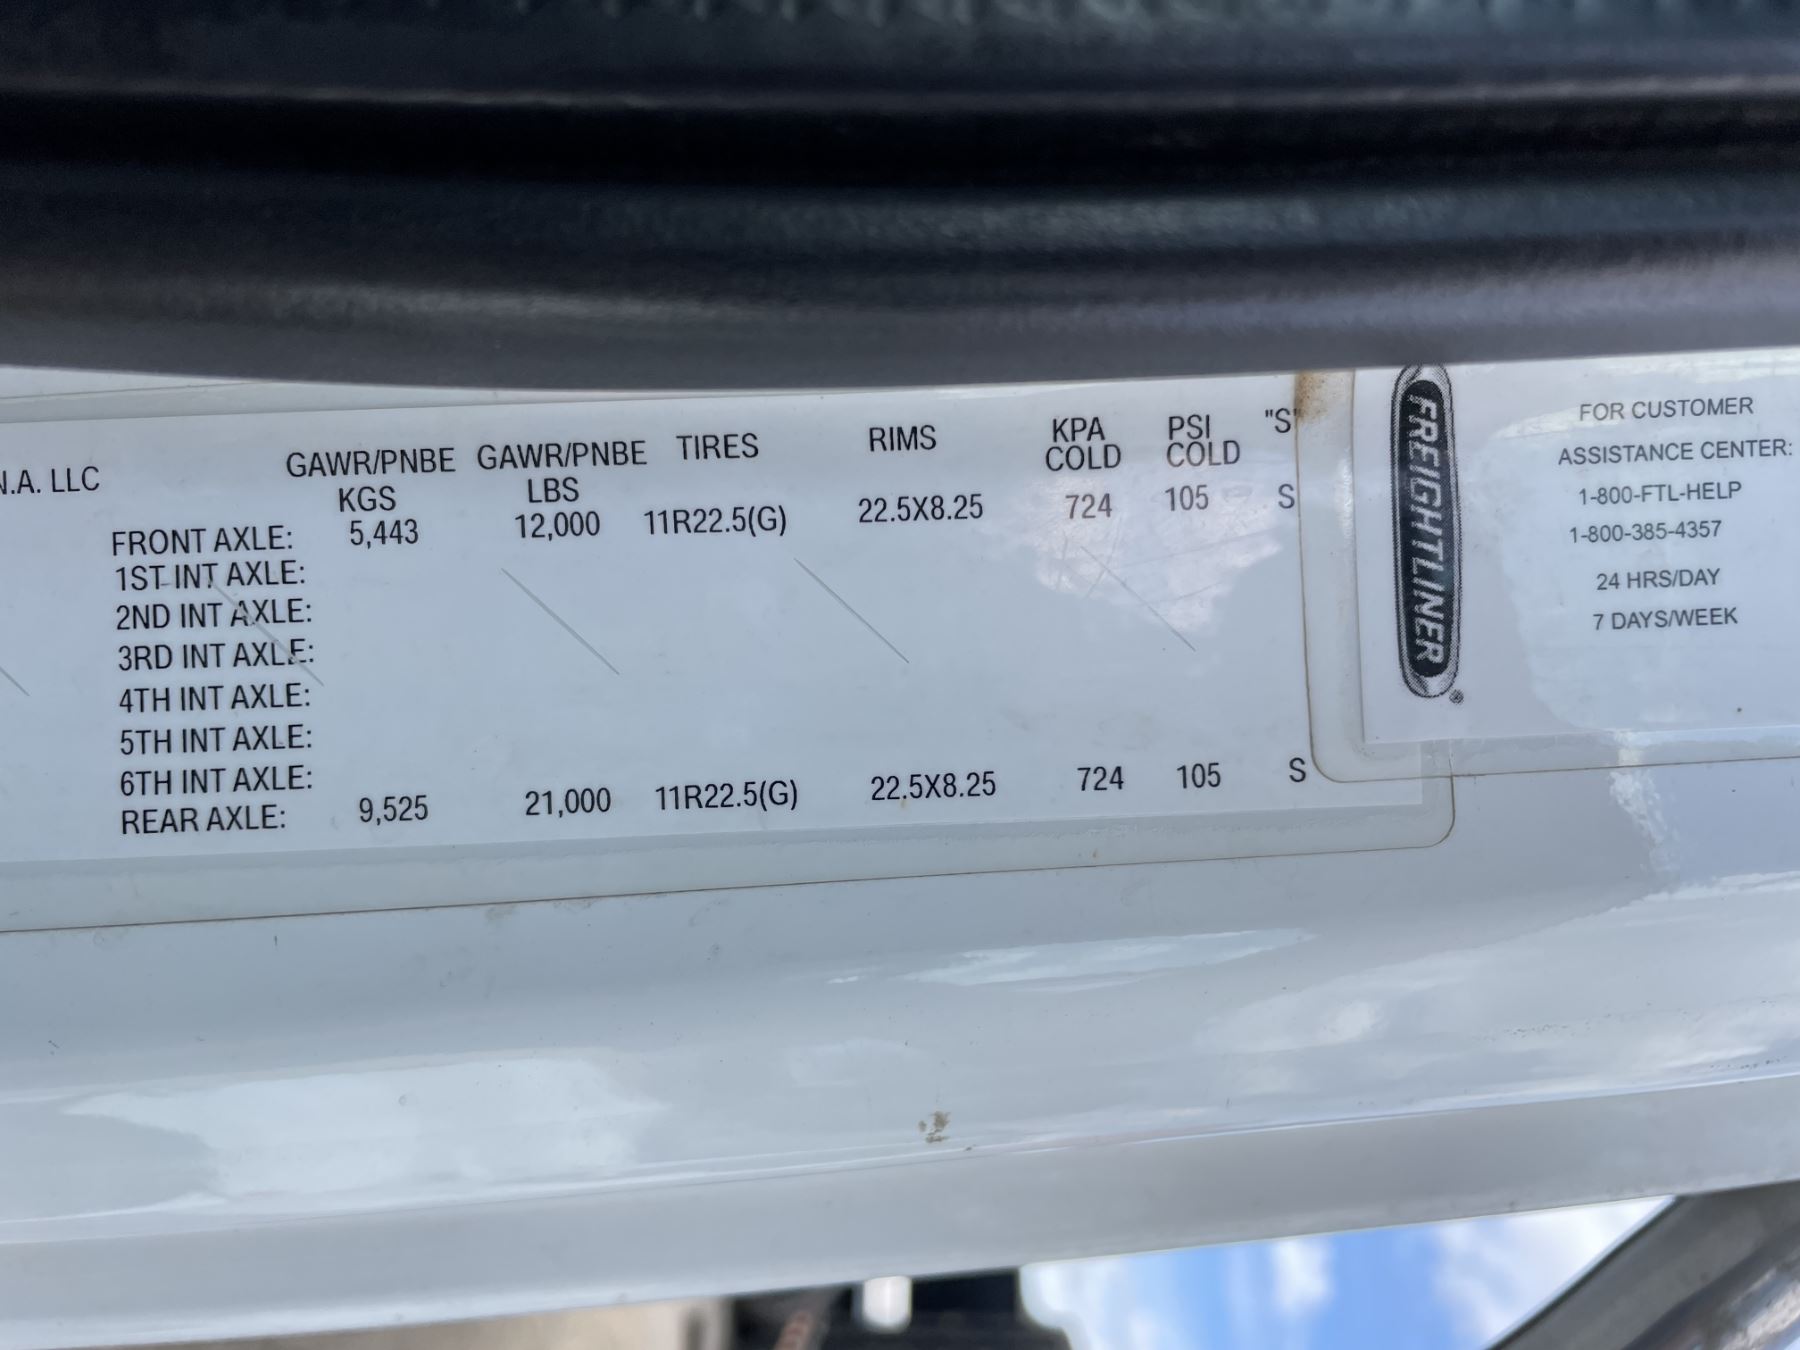 GAWR/PNBE GAWR/PNBE TIRES RIMS KPA PSI "S"
KGS LBS COLD COLD
N.A. LLC
FRONT AXLE: 5,443 12,000 11R22.5(G) 22.5X8.25 724 105 S
1ST INT AXLE:
2ND INT AXLE:
3RD INT AXLE:
4TH INT AXLE:
5TH INT AXLE:
6TH INT AXLE:
REAR AXLE: 9,525 21,000 11R22.5(G) 22.5X8.25 724 105 S
FREIGHTLINER®
FOR CUSTOMER
ASSISTANCE CENTER:
1-800-FTL-HELP
1-800-385-4357
24 HRS/DAY
7 DAYS/WEEK